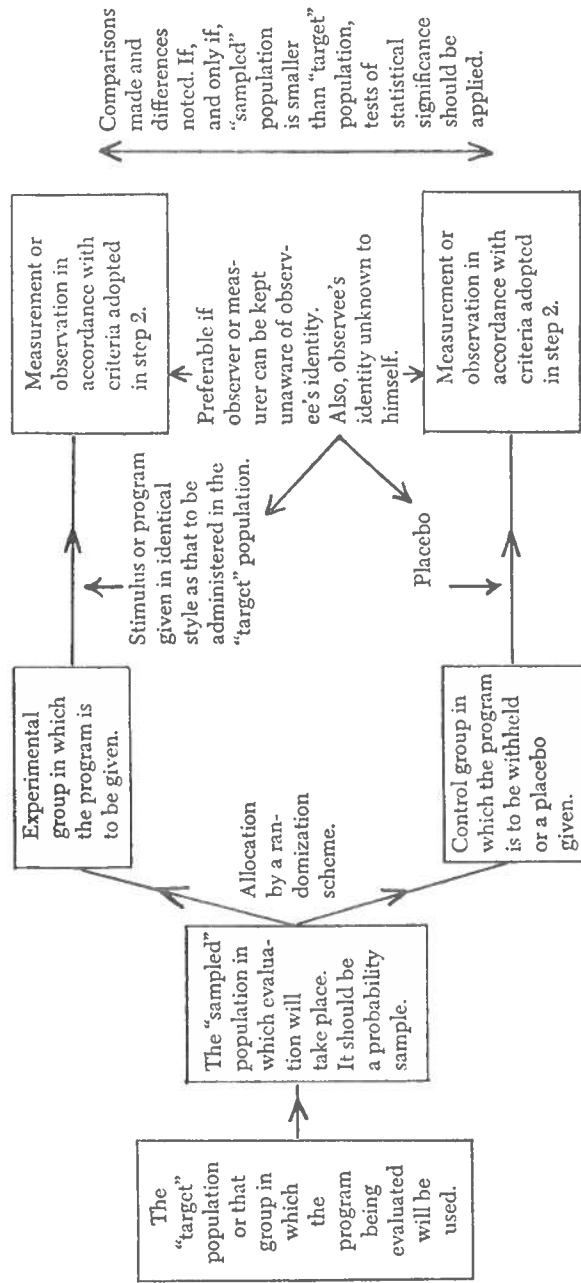 The
"target"
population
or that
group in
which
the
program
being
evaluated
will be
used.
The "sampled"
population in
which evalua-
tion will
take place.
It should be
a probability
sample.
Allocation
by a ran-
domization
scheme.
Experimental
group in which
the program is
to be given.
Control group in
which the program
is to be withheld
or a placebo
given.
Stimulus or program
given in identical
style as that to be
administered in the
"target" population.
Placebo
Measurement or
observation in
accordance with
criteria adopted
in step 2.
Preferable if
observer or meas-
urer can be kept
unaware of observ-
ee's identity.
Also, observee's
identity unknown to
himself.
Measurement or
observation in
accordance with
criteria adopted
in step 2.
Comparisons
made and
differences
noted. If,
and only if,
"sampled"
population
is smaller
than "target"
population,
tests of
statistical
significance
should be
applied.